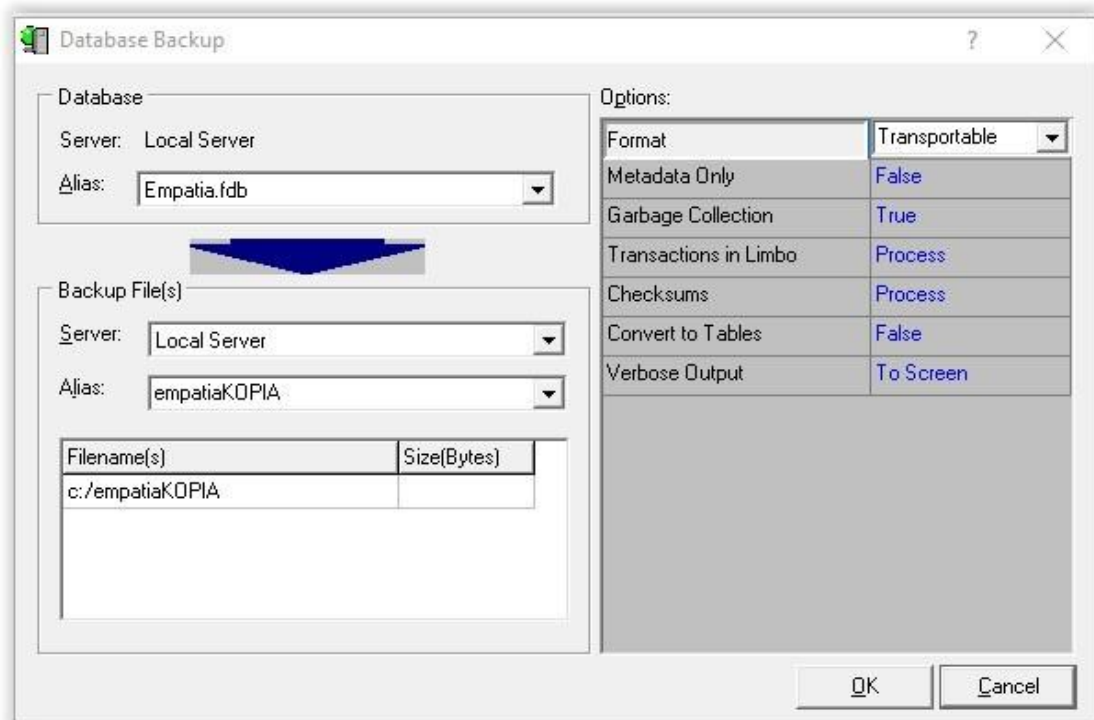 Database Backup
?
Database
Server: Local Server
Alias: Empatia.fdb
Backup File(s)
Server: Local Server
Alias: empatiaKOPIA
Filename(s) Size(Bytes)
c:/empatiaKOPIA
Options:
Format Transportable
Metadata Only False
Garbage Collection True
Transactions in Limbo Process
Checksums Process
Convert to Tables False
Verbose Output To Screen
OK Cancel